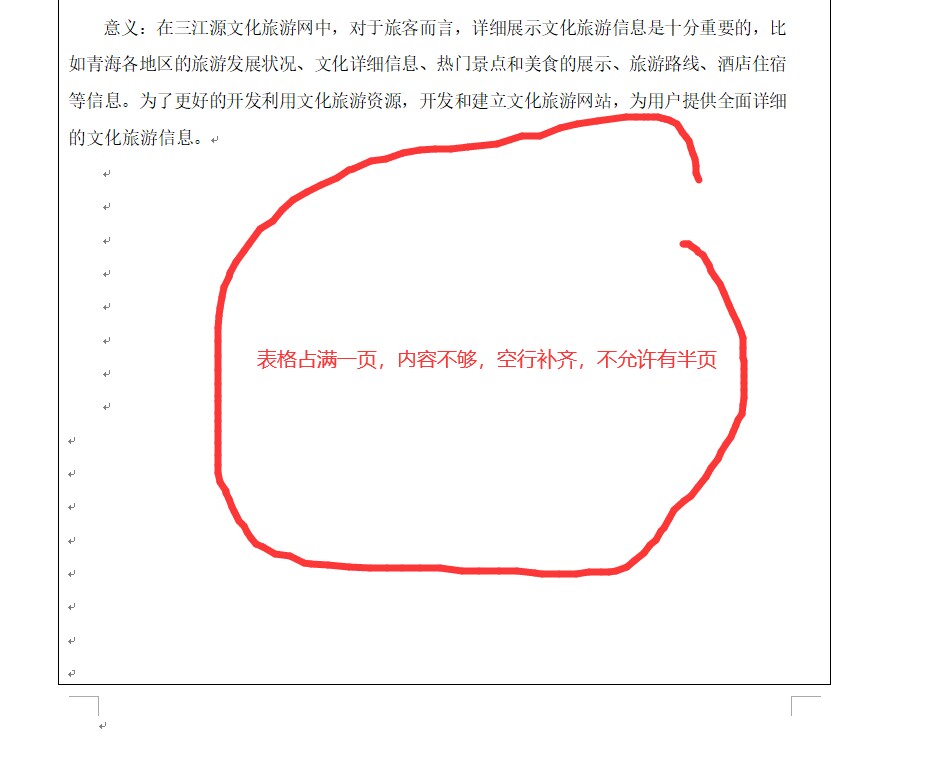 意义：在三江源文化旅游网中，对于旅客而言，详细展示文化旅游信息是十分重要的，比
如青海各地区的旅游发展状况、文化详细信息、热门景点和美食的展示、旅游路线、酒店住宿
等信息。为了更好的开发利用文化旅游资源，开发和建立文化旅游网站，为用户提供全面详细
的文化旅游信息。
表格占满一页，内容不够，空行补齐，不允许有半页